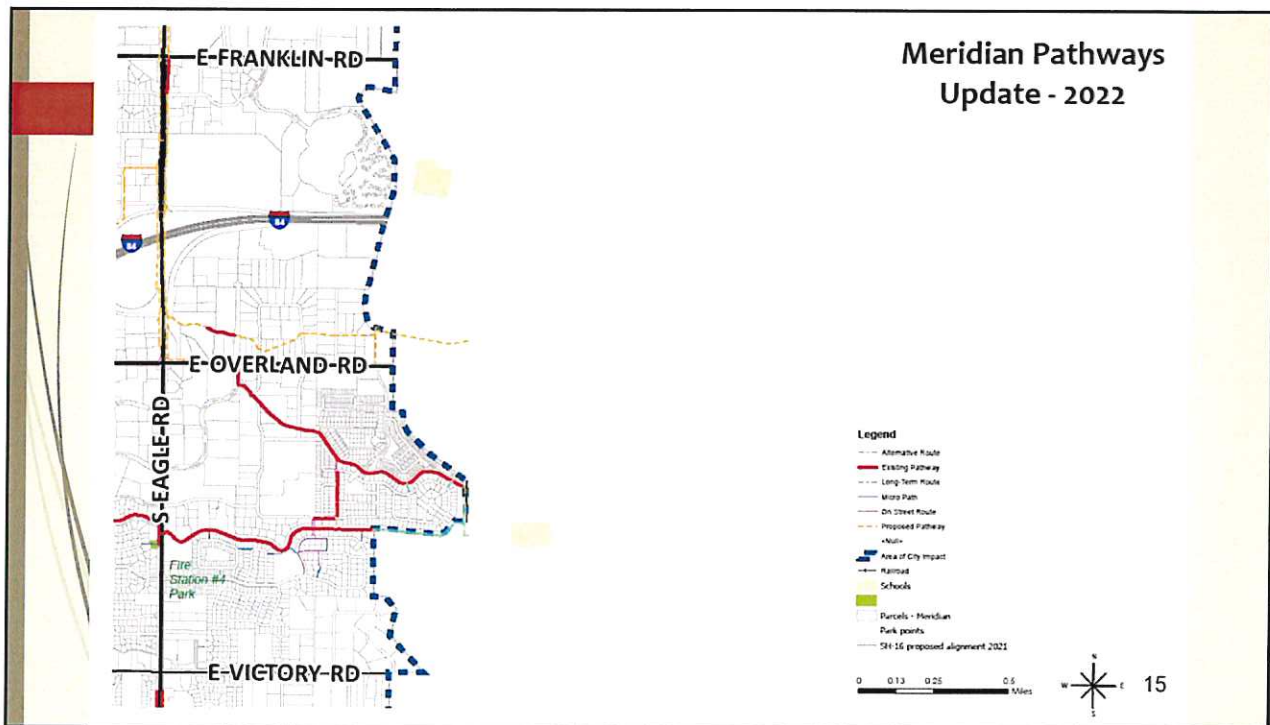 Meridian Pathways
Update - 2022
E-FRANKLIN-RD
84
84
E-OVERLAND-RD
S-EAGLE-RD
Fire
Station #4
Park
E-VICTORY-RD
Legend
Alternative Route
Existing Pathway
Long-Term Route
Micro Path
On Street Route
Proposed Pathway
<Null>
Area of City Impact
Railroad
Schools
Parcels - Meridian
Park points
SH-16 proposed alignment 2021
0 0.13 0.25 0.5
Miles
N
W E
S
15